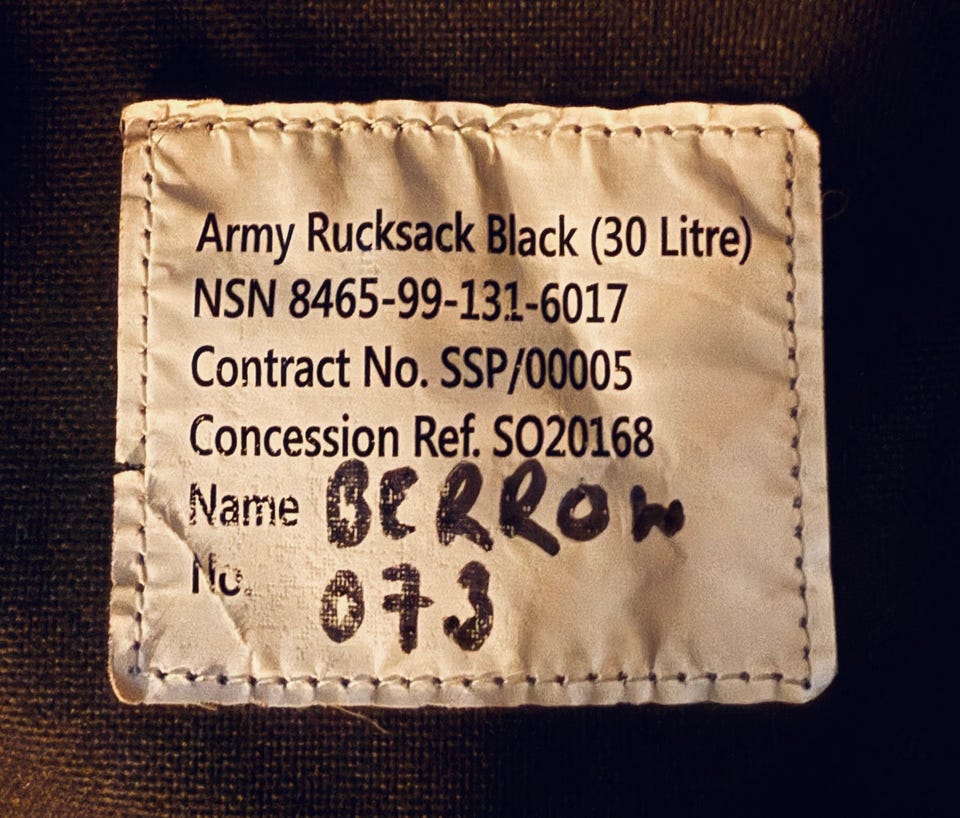 Army Rucksack Black (30 Litre)
NSN 8465-99-131-6017
Contract No. SSP/00005
Concession Ref. SO20168
Name BERROW
No. 073